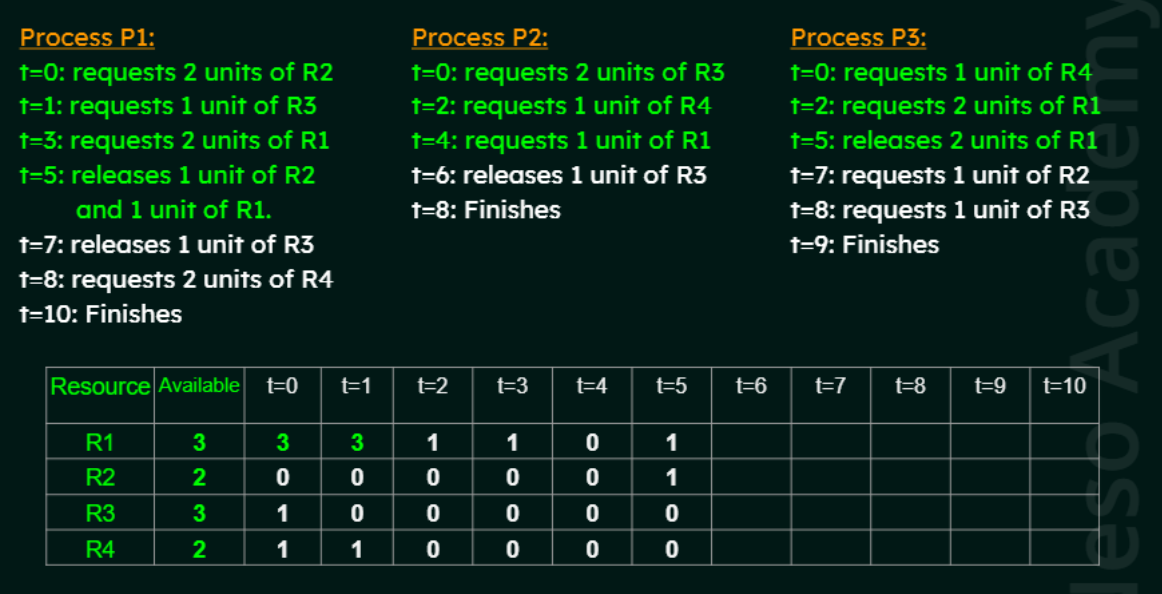 Process P1:
t=0: requests 2 units of R2
t=1: requests 1 unit of R3
t=3: requests 2 units of R1
t=5: releases 1 unit of R2
and 1 unit of R1.
t=7: releases 1 unit of R3
t=8: requests 2 units of R4
t=10: Finishes
Process P2:
t=0: requests 2 units of R3
t=2: requests 1 unit of R4
t=4: requests 1 unit of R1
t=6: releases 1 unit of R3
t=8: Finishes
Process P3:
t=0: requests 1 unit of R4
t=2: requests 2 units of R1
t=5: releases 2 units of R1
t=7: requests 1 unit of R2
t=8: requests 1 unit of R3
t=9: Finishes
Resource Available t=0 t=1 t=2 t=3 t=4 t=5 t=6 t=7 t=8 t=9 t=10
R1 3 3 3 1 1 0 1
R2 2 0 0 0 0 0 1
R3 3 1 0 0 0 0 0
R4 2 1 1 0 0 0 0
leso Academy